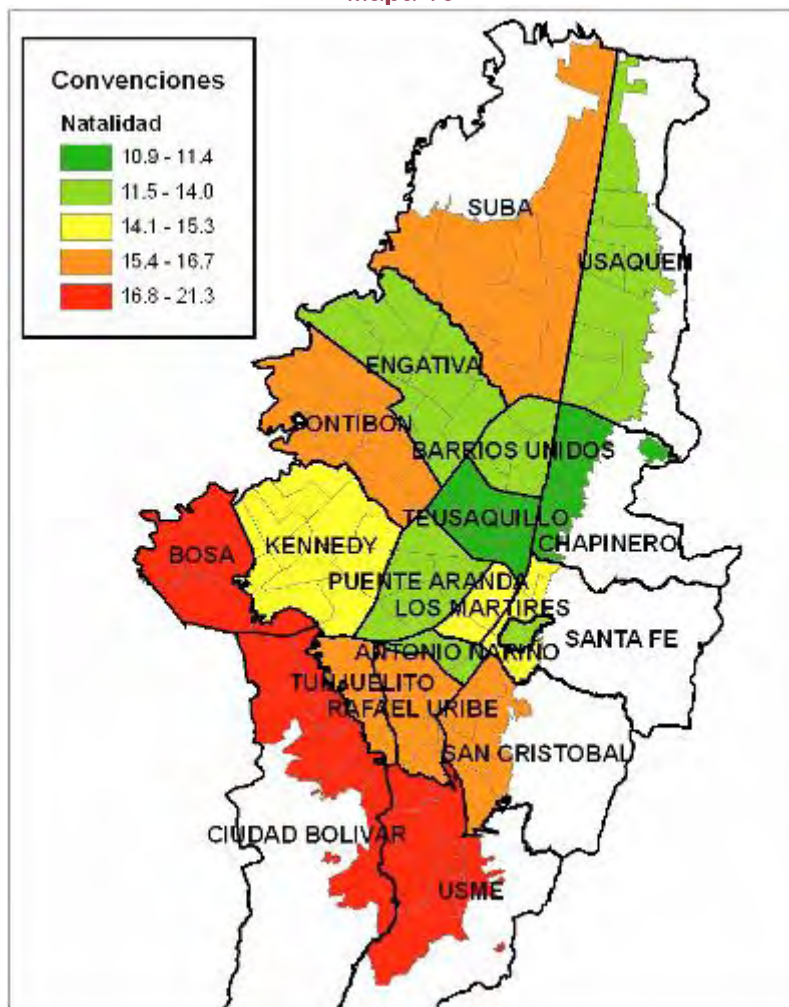 Convenciones
Natalidad
10.9 - 11.4
11.5 - 14.0
14.1 - 15.3
15.4 - 16.7
16.8 - 21.3
SUBA
USAQUEN
ENGATIVA
FONTIBON
BARRIOS UNIDOS
TEUSAQUILLO
CHAPINERO
BOSA
KENNEDY
PUENTE ARANDA
LOS MARTIRES
SANTA FE
ANTONIO NARIÑO
TUNJUELITO
RAFAEL URIBE
SAN CRISTOBAL
CIUDAD BOLIVAR
USME